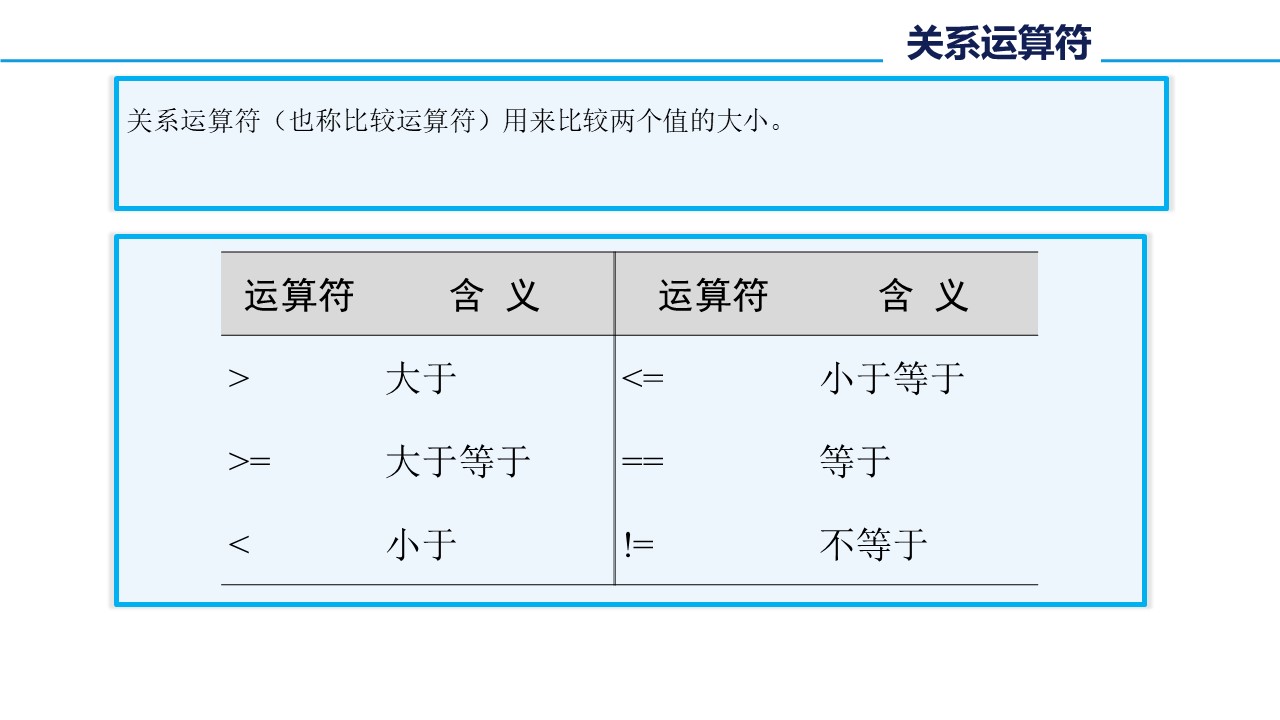 关系运算符
关系运算符（也称比较运算符）用来比较两个值的大小。
运算符 含 义 运算符 含 义
> 大于 <= 小于等于
>= 大于等于 == 等于
< 小于 != 不等于